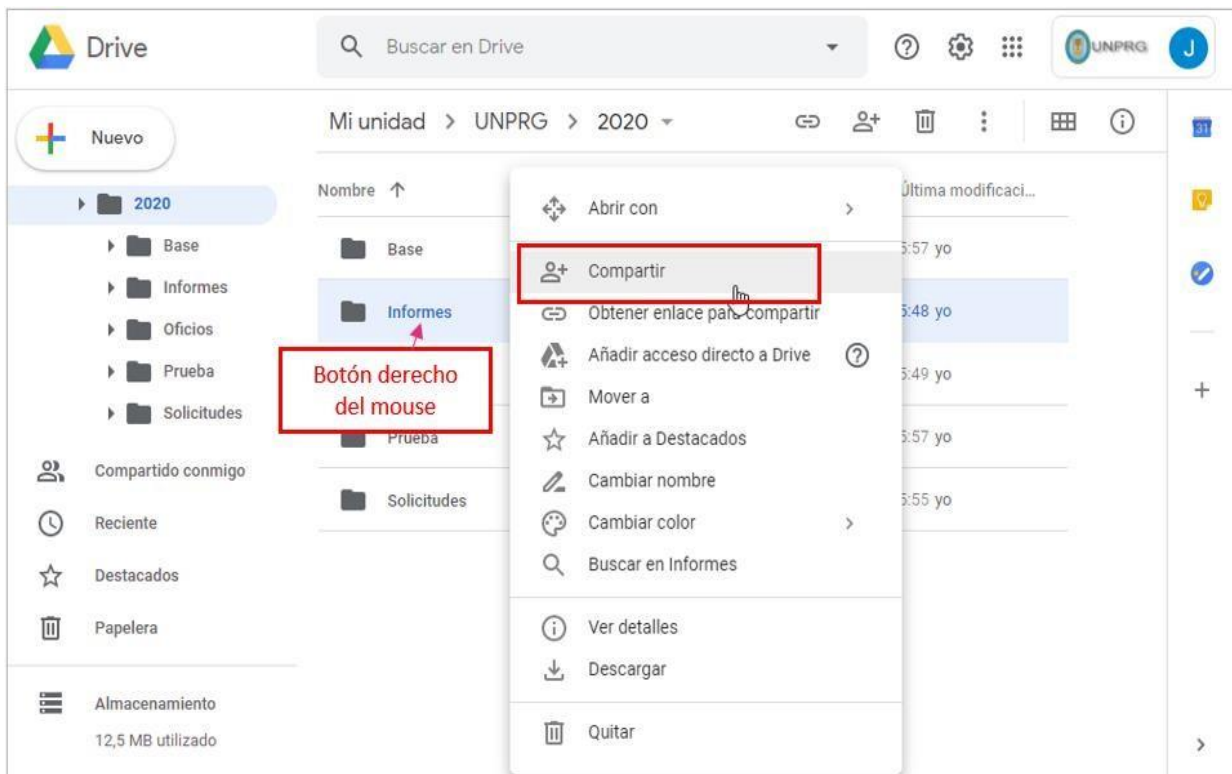 Drive
Buscar en Drive
UNPRG
J
Nuevo
Mi unidad > UNPRG > 2020
31
2020
Base
Informes
Oficios
Prueba
Solicitudes
Compartido conmigo
Reciente
Destacados
Papelera
Almacenamiento
12,5 MB utilizado
Nombre
Última modificaci...
Base
5:57 yo
Informes
5:48 yo
5:49 yo
Prueba
5:57 yo
Solicitudes
5:55 yo
Botón derecho
del mouse
Abrir con
Compartir
Obtener enlace para compartir
Añadir acceso directo a Drive
Mover a
Añadir a Destacados
Cambiar nombre
Cambiar color
Buscar en Informes
Ver detalles
Descargar
Quitar